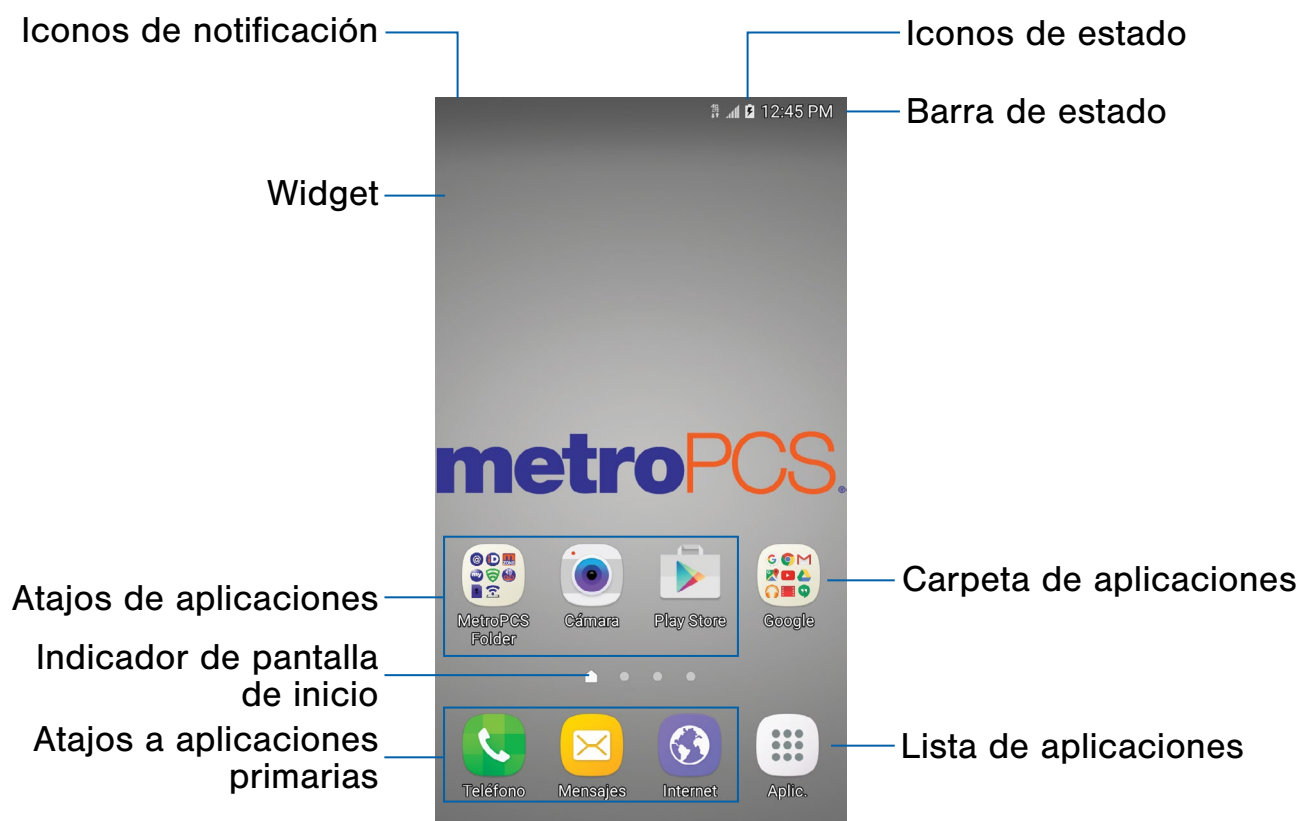 Iconos de notificación
Iconos de estado
12:45 PM
Barra de estado
Widget
metroPCS®
MetroPCS
Folder
Cámara
Play Store
Google
Carpeta de aplicaciones
Atajos de aplicaciones
Indicador de pantalla
de inicio
Atajos a aplicaciones
primarias
Teléfono
Mensajes
Internet
Aplic.
Lista de aplicaciones